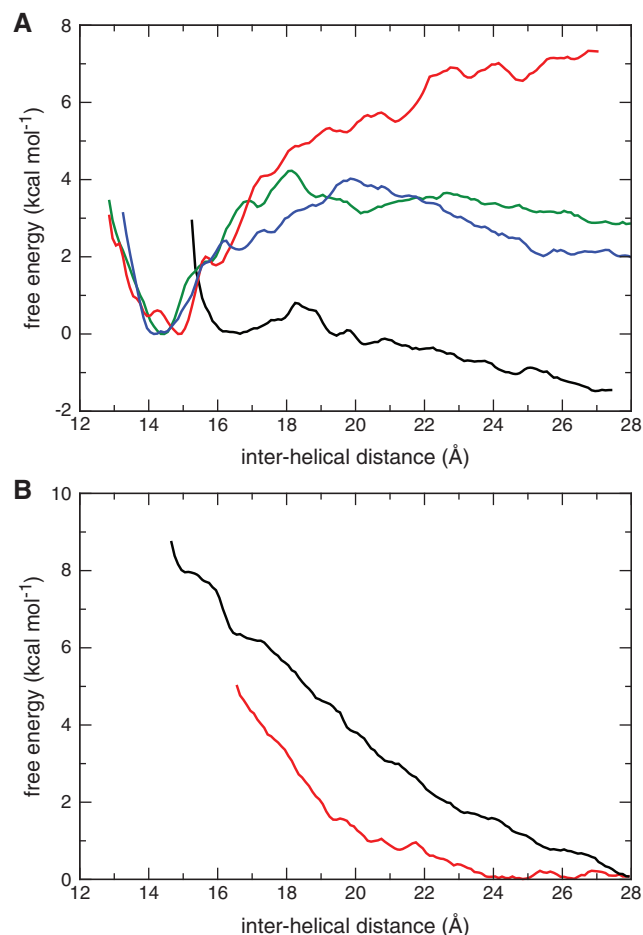 A
8
6
4
2
0
-2
free energy (kcal mol⁻¹)
12 14 16 18 20 22 24 26 28
inter-helical distance (Å)
B
10
8
6
4
2
0
free energy (kcal mol⁻¹)
12 14 16 18 20 22 24 26 28
inter-helical distance (Å)